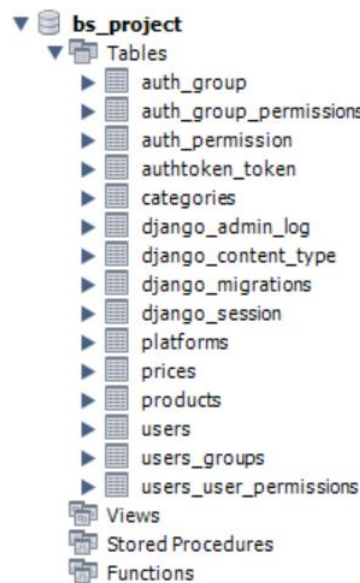 bs_project
Tables
auth_group
auth_group_permissions
auth_permission
authtoken_token
categories
django_admin_log
django_content_type
django_migrations
django_session
platforms
prices
products
users
users_groups
users_user_permissions
Views
Stored Procedures
Functions